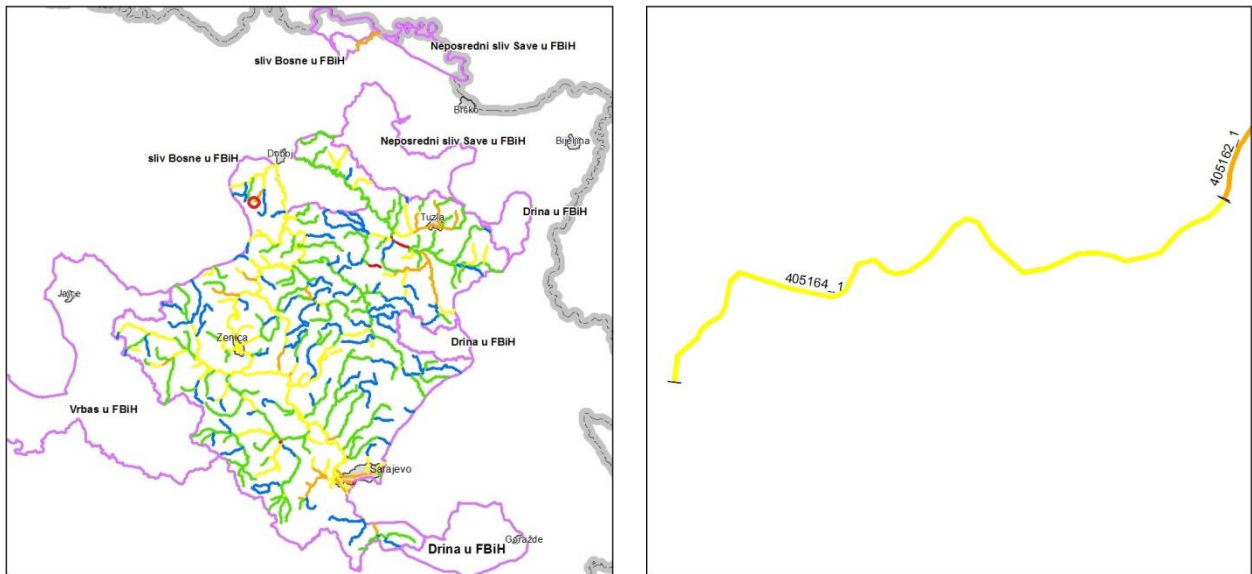 Neposredni sliv Save u FBiH
sliv Bosne u FBiH
Brčko
Bijeljina
Neposredni sliv Save u FBiH
Doboj
sliv Bosne u FBiH
Drina u FBiH
Tuzla
Jajce
Zenica
Drina u FBiH
Vrbas u FBiH
Sarajevo
Goražde
Drina u FBiH
405162_1
405164_1